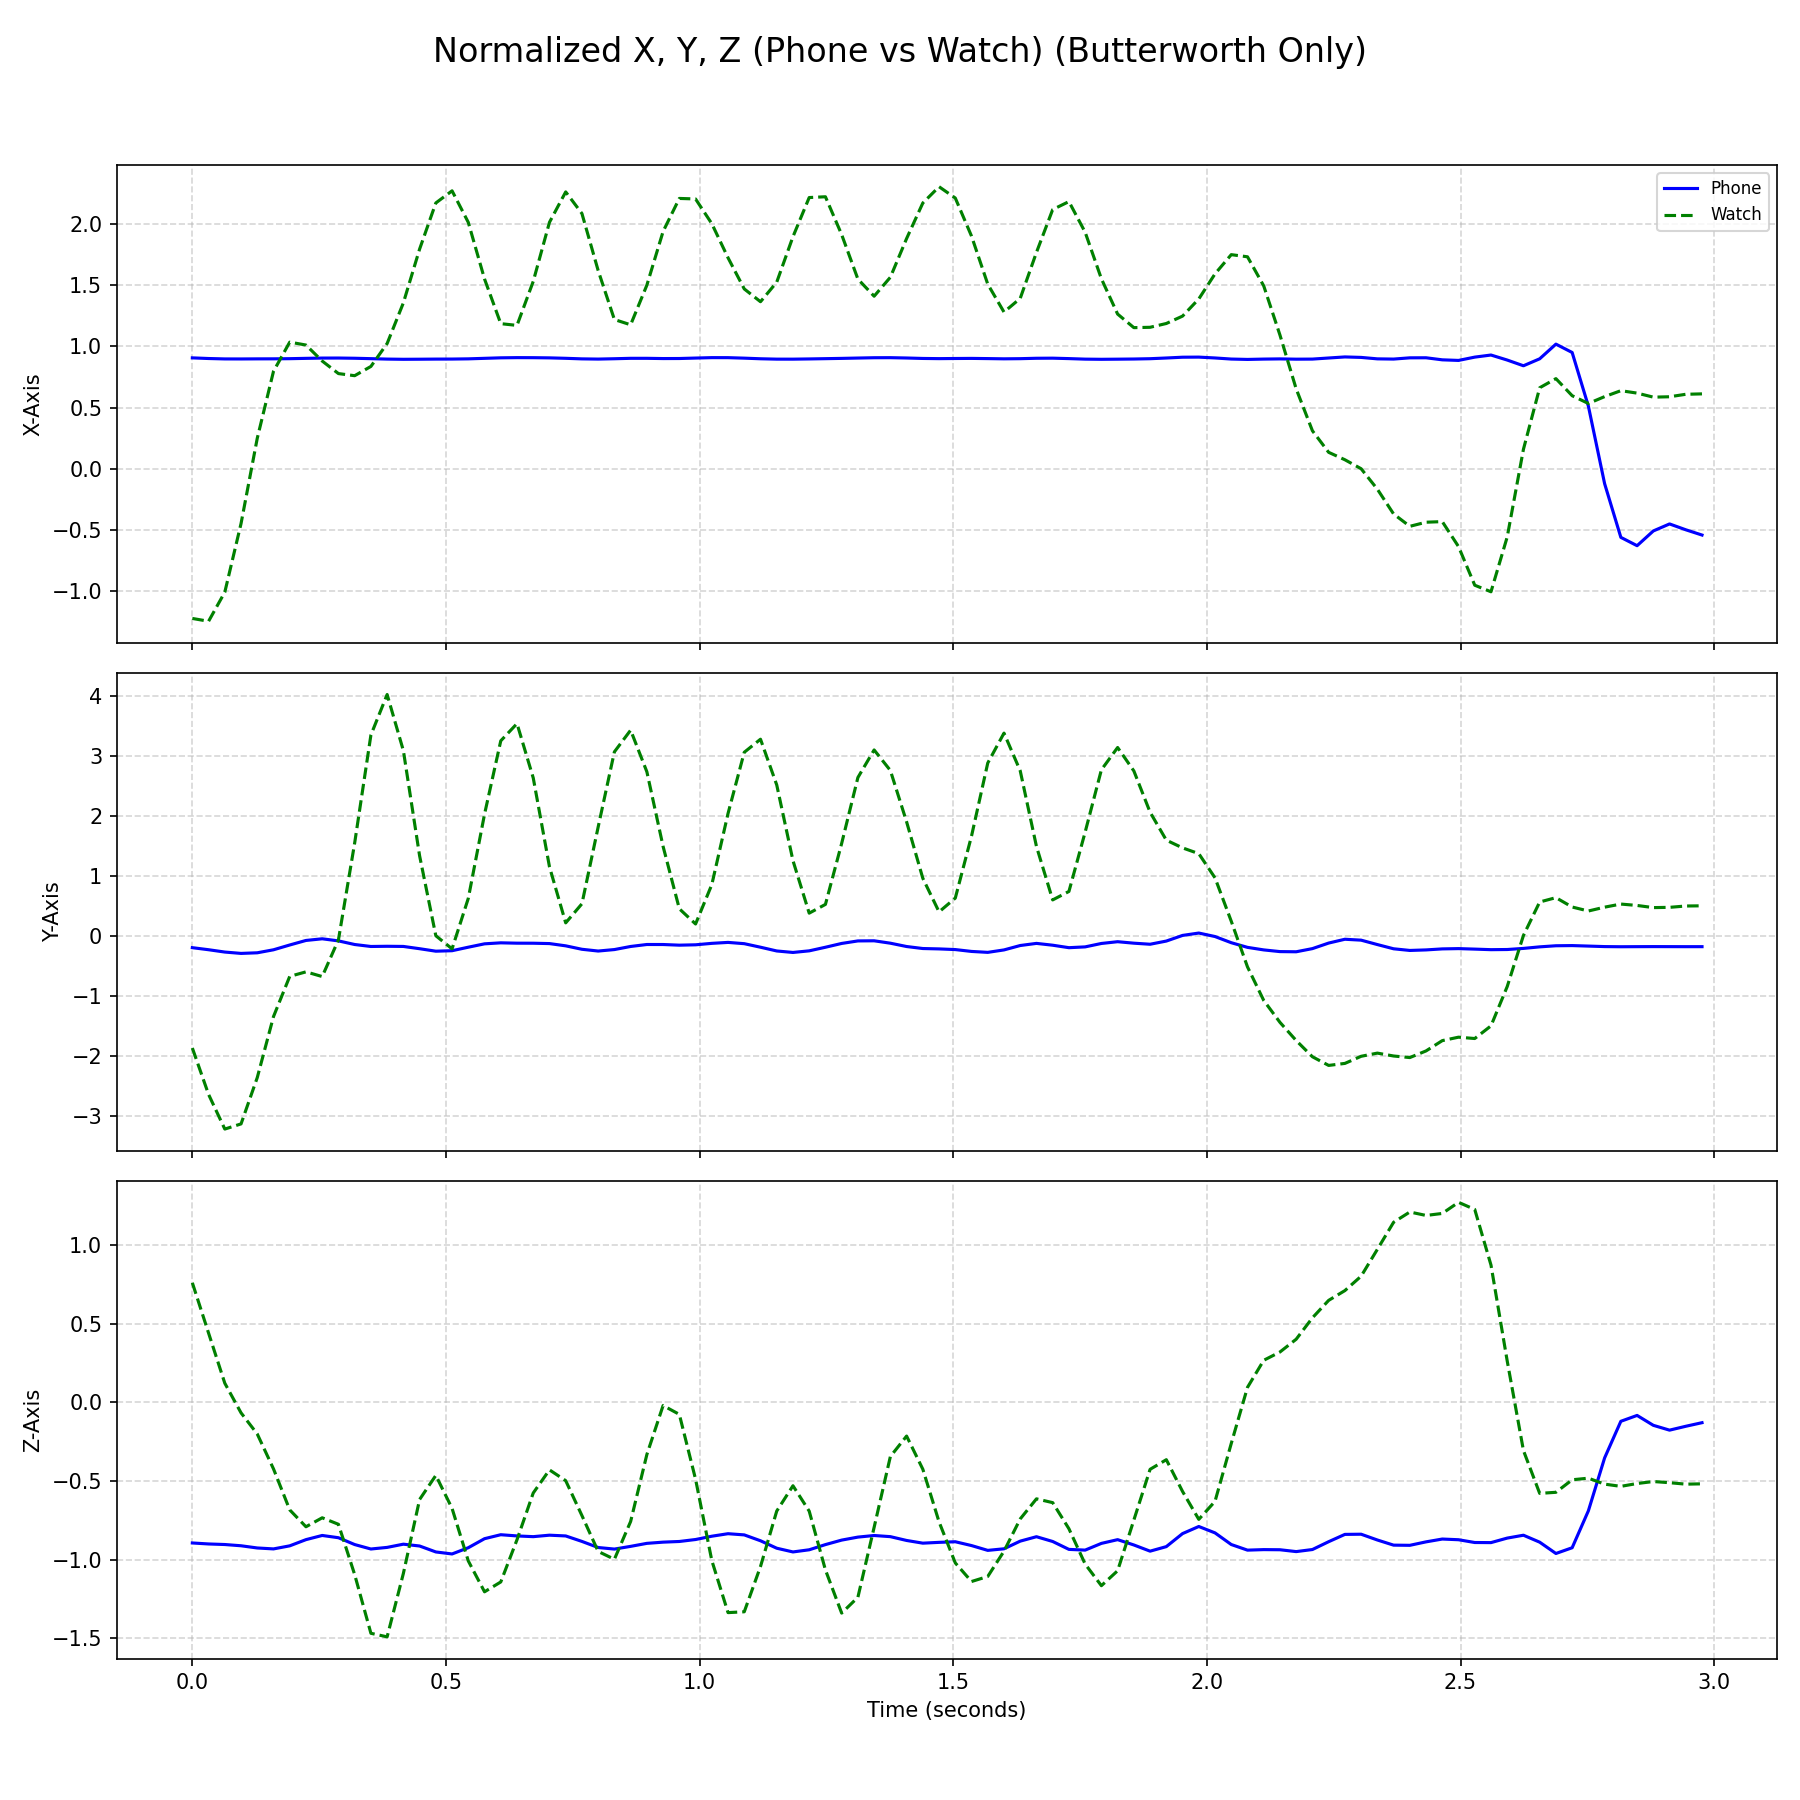 Normalized X, Y, Z (Phone vs Watch) (Butterworth Only)
Phone
Watch
X-Axis
2.0
1.5
1.0
0.5
0.0
−0.5
−1.0
Y-Axis
4
3
2
1
0
−1
−2
−3
Z-Axis
1.0
0.5
0.0
−0.5
−1.0
−1.5
0.0 0.5 1.0 1.5 2.0 2.5 3.0
Time (seconds)